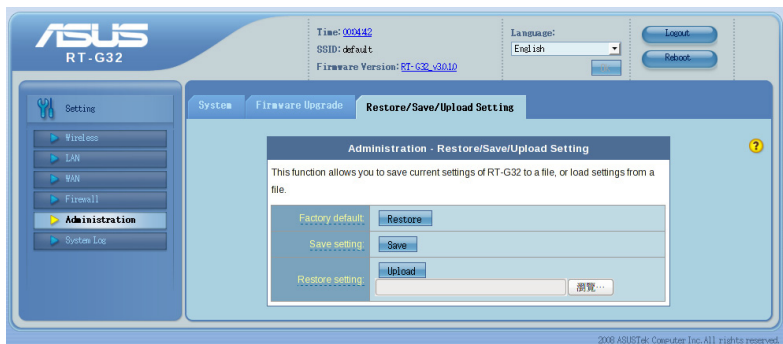 ASUS
RT-G32
Time: 00:04:42
SSID: default
Firmware Version: RT-G32_v3.0.1.0
Language:
English
Logout
Reboot
Setting
Wireless
LAN
WAN
Firewall
Administration
System Log
System
Firmware Upgrade
Restore/Save/Upload Setting
Administration - Restore/Save/Upload Setting
This function allows you to save current settings of RT-G32 to a file, or load settings from a
file.
Factory default:
Restore
Save setting:
Save
Restore setting:
Upload
瀏覽…
?
2008 ASUSTek Computer Inc. All rights reserved